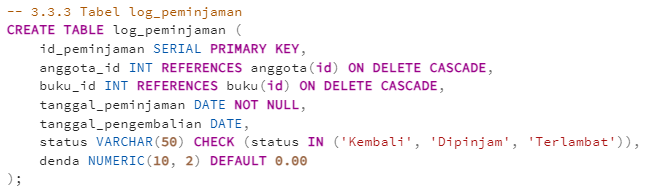 -- 3.3.3 Tabel log_peminjaman
CREATE TABLE log_peminjaman (
    id_peminjaman SERIAL PRIMARY KEY,
    anggota_id INT REFERENCES anggota(id) ON DELETE CASCADE,
    buku_id INT REFERENCES buku(id) ON DELETE CASCADE,
    tanggal_peminjaman DATE NOT NULL,
    tanggal_pengembalian DATE,
    status VARCHAR(50) CHECK (status IN ('Kembali', 'Dipinjam', 'Terlambat')),
    denda NUMERIC(10, 2) DEFAULT 0.00
);